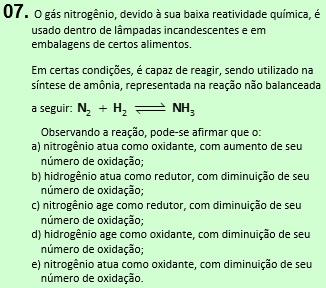 07. O gás nitrogênio, devido à sua baixa reatividade química, é
usado dentro de lâmpadas incandescentes e em
embalagens de certos alimentos.
Em certas condições, é capaz de reagir, sendo utilizado na
síntese de amônia, representada na reação não balanceada
a seguir: N₂ + H₂ ⇌ NH₃
Observando a reação, pode-se afirmar que o:
a) nitrogênio atua como oxidante, com aumento de seu
número de oxidação;
b) hidrogênio atua como redutor, com diminuição de seu
número de oxidação;
c) nitrogênio age como redutor, com diminuição de seu
número de oxidação;
d) hidrogênio age como oxidante, com diminuição de seu
número de oxidação;
e) nitrogênio atua como oxidante, com diminuição de seu
número de oxidação.